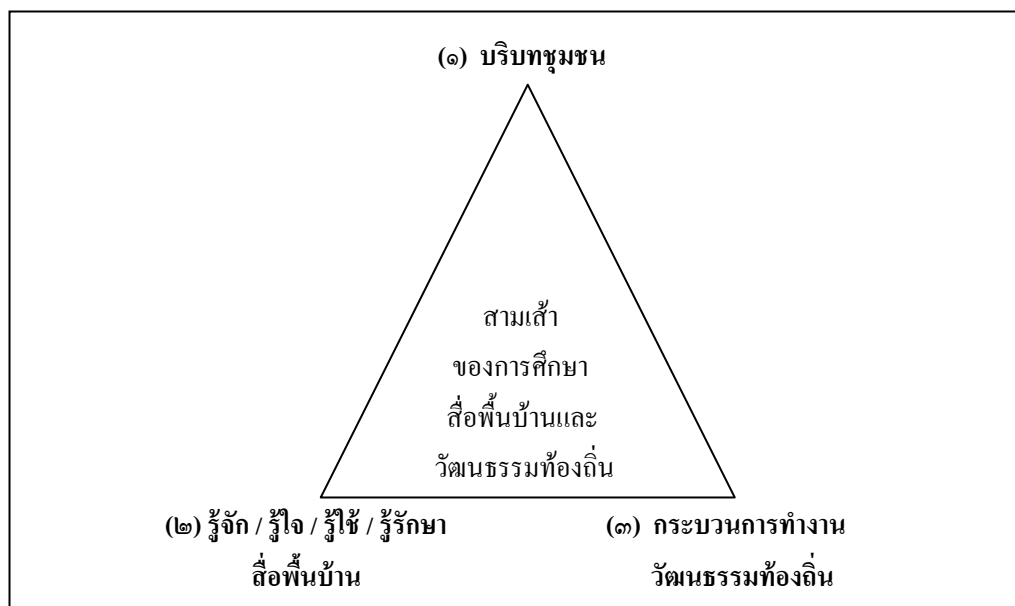 (๑) บริบทชุมชน
สามเส้า
ของการศึกษา
สื่อพื้นบ้านและ
วัฒนธรรมท้องถิ่น
(๒) รู้จัก / รู้ใจ / รู้ใช้ / รู้รักษา
สื่อพื้นบ้าน
(๓) กระบวนการทำงาน
วัฒนธรรมท้องถิ่น